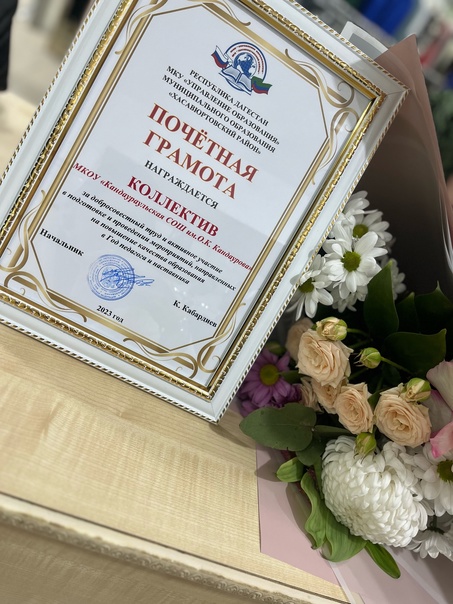 РЕСПУБЛИКА ДАГЕСТАН
МКУ «УПРАВЛЕНИЕ ОБРАЗОВАНИЯ»
МУНИЦИПАЛЬНОГО ОБРАЗОВАНИЯ
«ХАСАВЮРТОВСКИЙ РАЙОН»
ПОЧЁТНАЯ
ГРАМОТА
НАГРАЖДАЕТСЯ
КОЛЛЕКТИВ
МКОУ «Кандаураульская СОШ им.О.К. Кандаурова»
за добросовестный труд и активное участие
в подготовке и проведении мероприятий, направленных
на повышение качества образования
в Год педагога и наставника
Начальник К. Кабардиев
2023 год